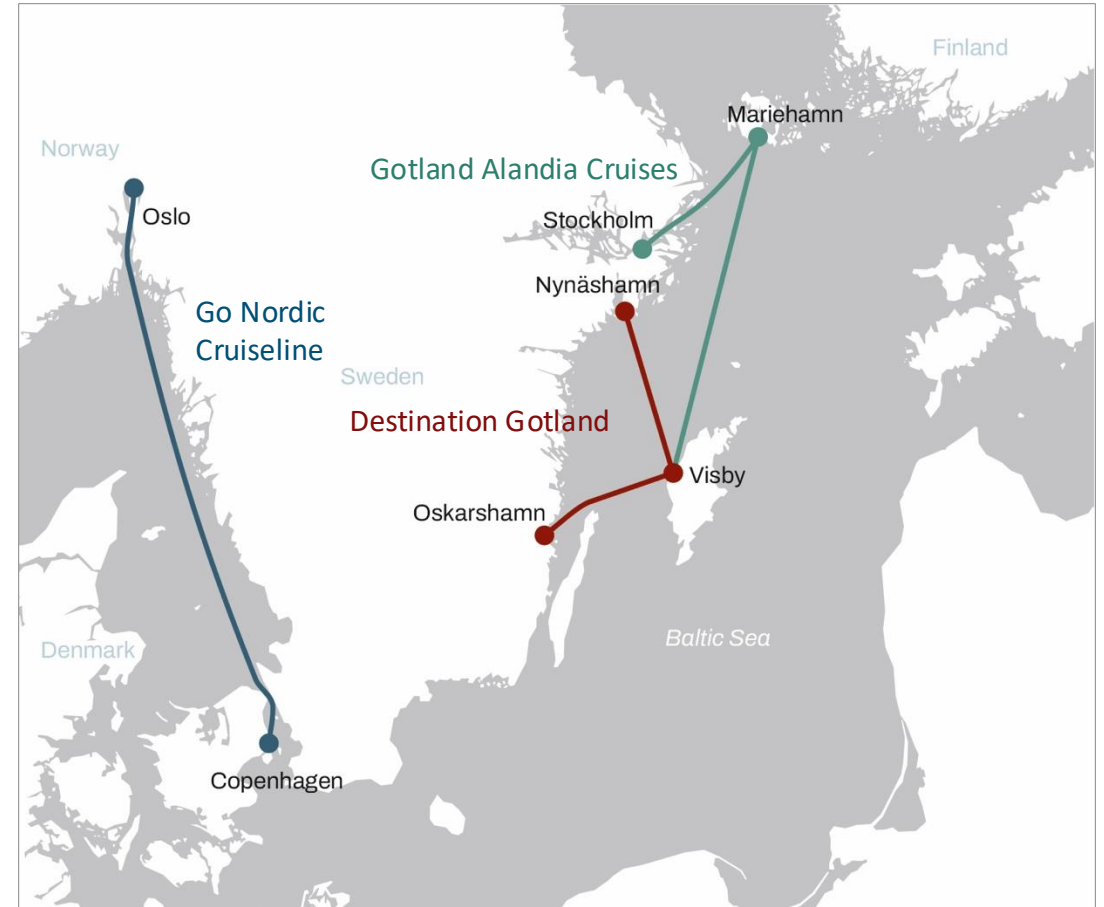 Finland
Mariehamn
Norway
Gotland Alandia Cruises
Oslo
Stockholm
Nynäshamn
Go Nordic
Cruiseline
Sweden
Destination Gotland
Visby
Oskarshamn
Baltic Sea
Denmark
Copenhagen